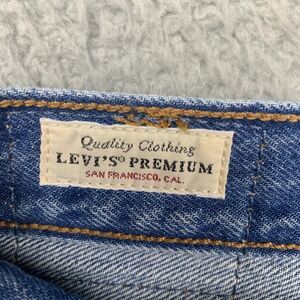 Quality Clothing
LEVI'S® PREMIUM
SAN FRANCISCO, CAL.